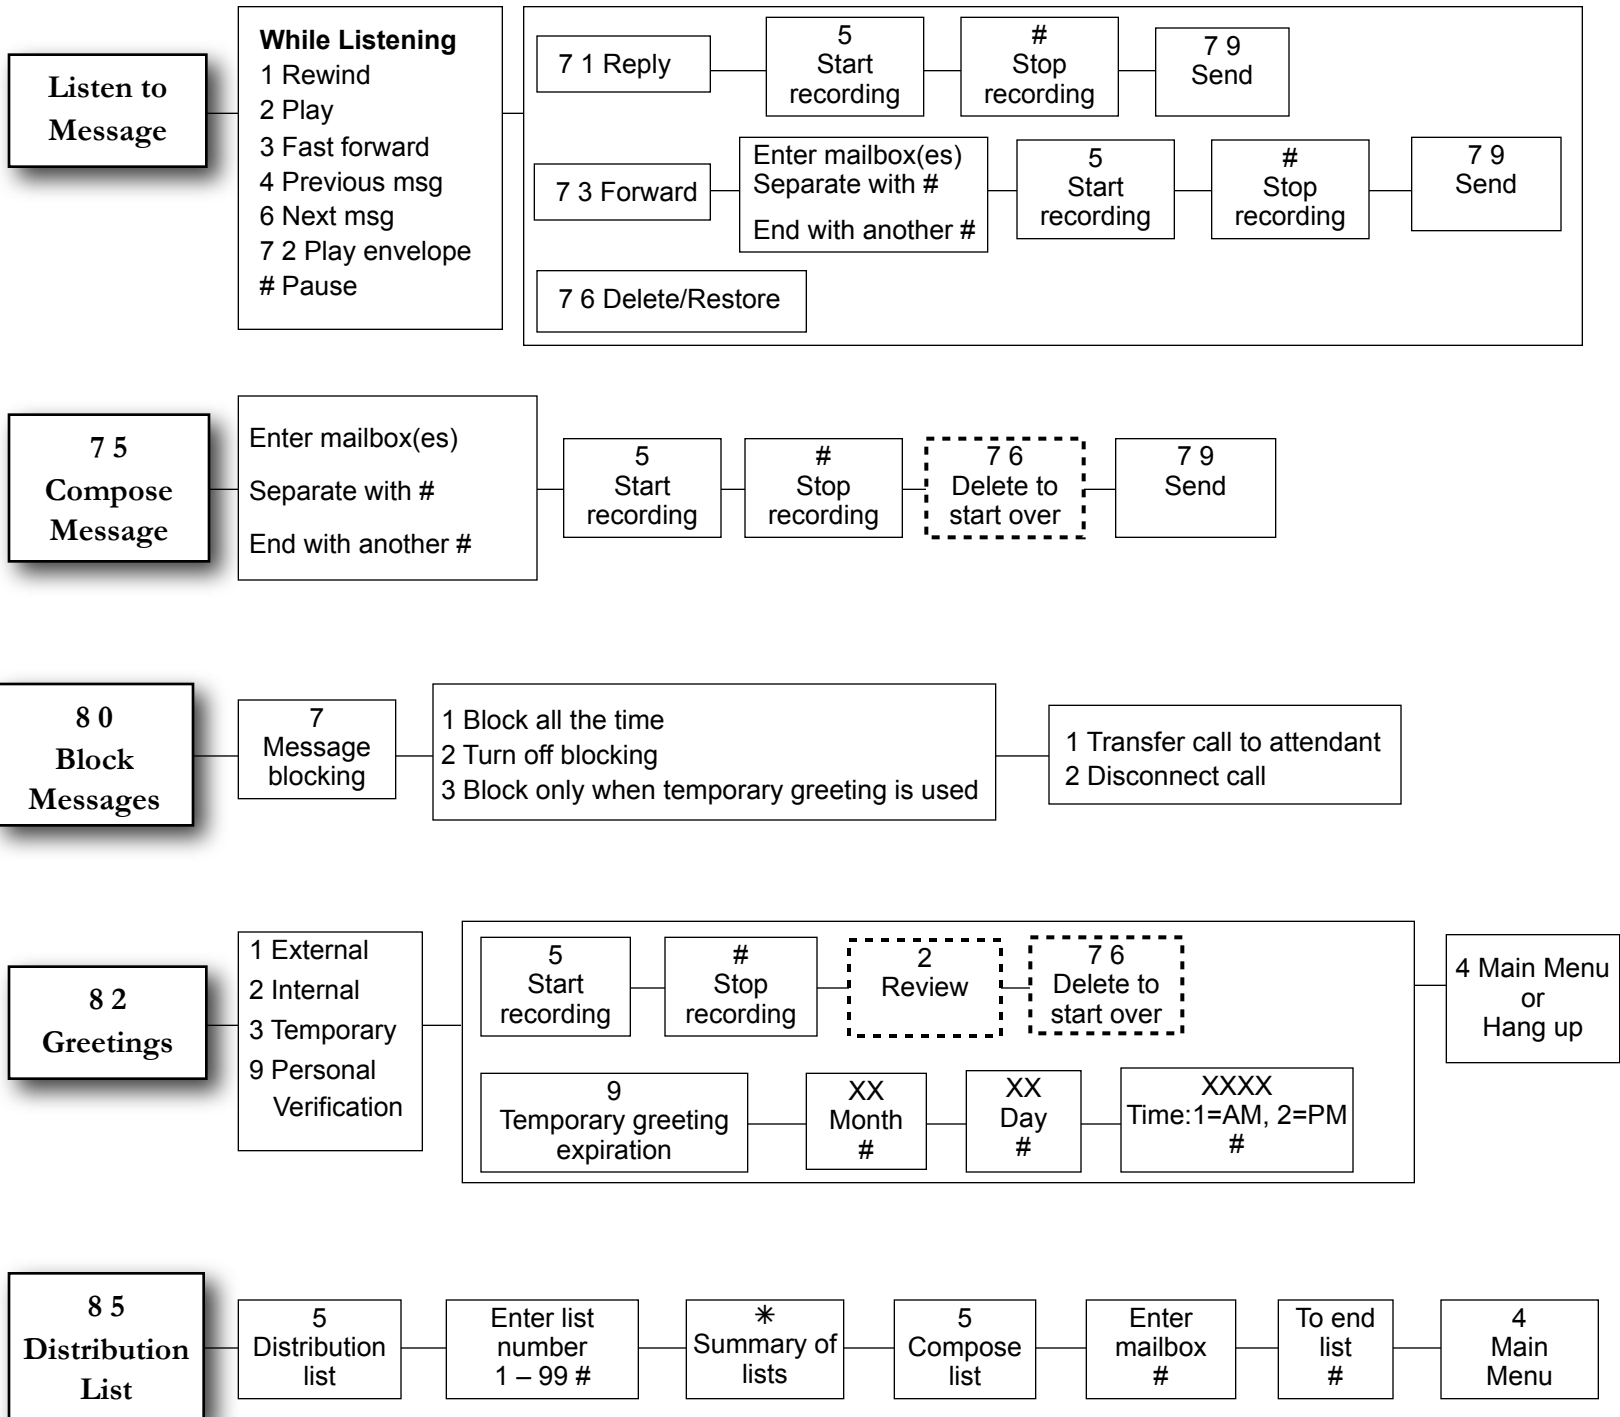 Listen to
Message
While Listening
1 Rewind
2 Play
3 Fast forward
4 Previous msg
6 Next msg
7 2 Play envelope
# Pause
7 1 Reply
5
Start
recording
#
Stop
recording
7 9
Send
7 3 Forward
Enter mailbox(es)
Separate with #
End with another #
5
Start
recording
#
Stop
recording
7 9
Send
7 6 Delete/Restore
7 5
Compose
Message
Enter mailbox(es)
Separate with #
End with another #
5
Start
recording
#
Stop
recording
7 6
Delete to
start over
7 9
Send
8 0
Block
Messages
7
Message
blocking
1 Block all the time
2 Turn off blocking
3 Block only when temporary greeting is used
1 Transfer call to attendant
2 Disconnect call
8 2
Greetings
1 External
2 Internal
3 Temporary
9 Personal
Verification
5
Start
recording
#
Stop
recording
2
Review
7 6
Delete to
start over
9
Temporary greeting
expiration
XX
Month
#
XX
Day
#
XXXX
Time:1=AM, 2=PM
#
4 Main Menu
or
Hang up
8 5
Distribution
List
5
Distribution
list
Enter list
number
1 – 99 #
*
Summary of
lists
5
Compose
list
Enter
mailbox
#
To end
list
#
4
Main
Menu